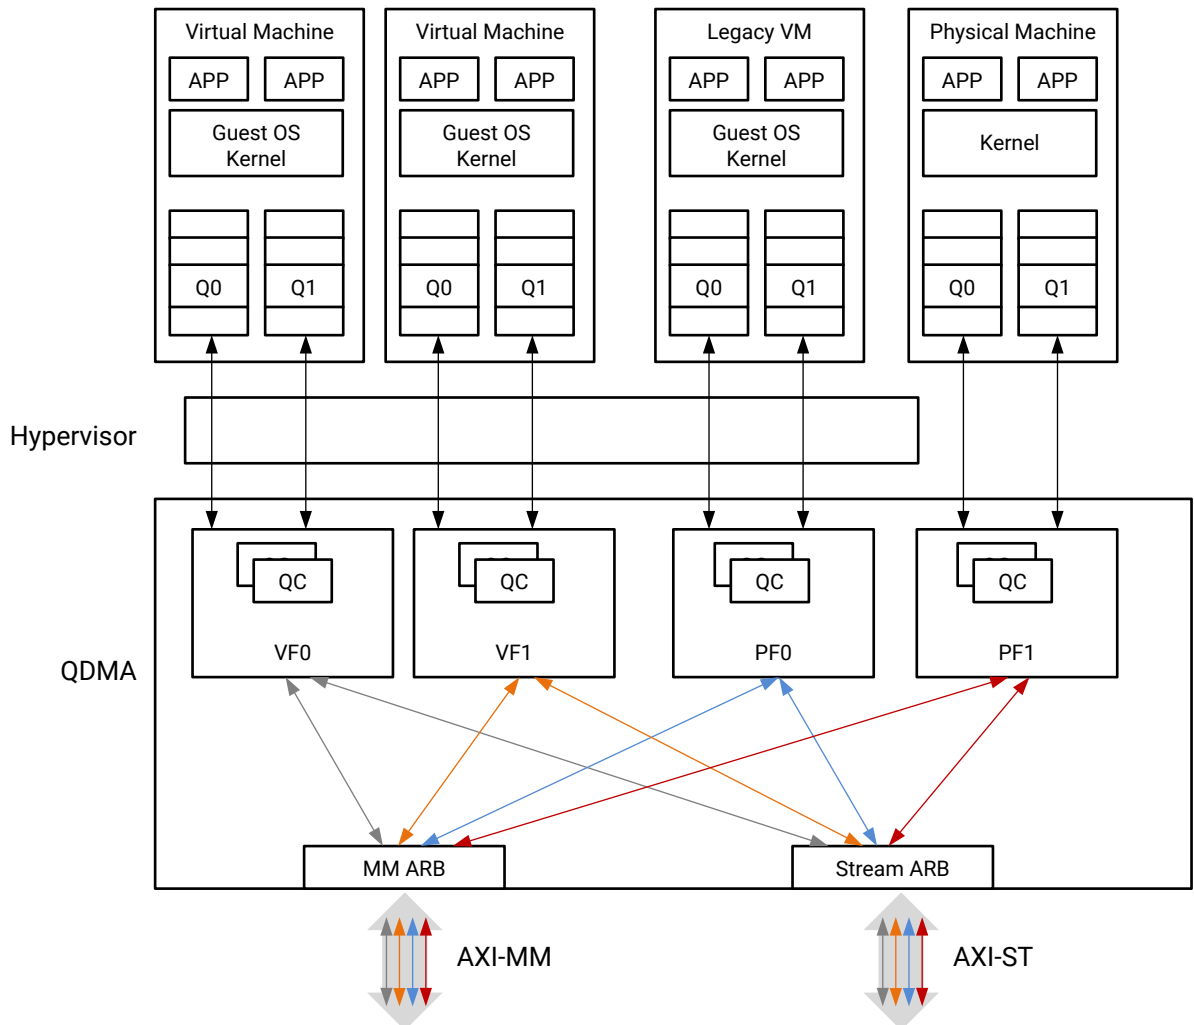 Virtual Machine
Virtual Machine
Legacy VM
Physical Machine
APP
APP
APP
APP
APP
APP
APP
APP
Guest OS
Kernel
Guest OS
Kernel
Guest OS
Kernel
Kernel
Q0
Q1
Q0
Q1
Q0
Q1
Q0
Q1
Hypervisor
QC
QC
QC
QC
VF0
VF1
PF0
PF1
QDMA
MM ARB
Stream ARB
AXI-MM
AXI-ST